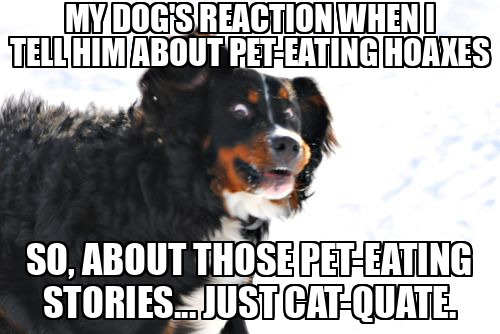 MY DOG'S REACTION WHEN I
TELL HIM ABOUT PET-EATING HOAXES
SO, ABOUT THOSE PET-EATING
STORIES... JUST CAT-QUATE.